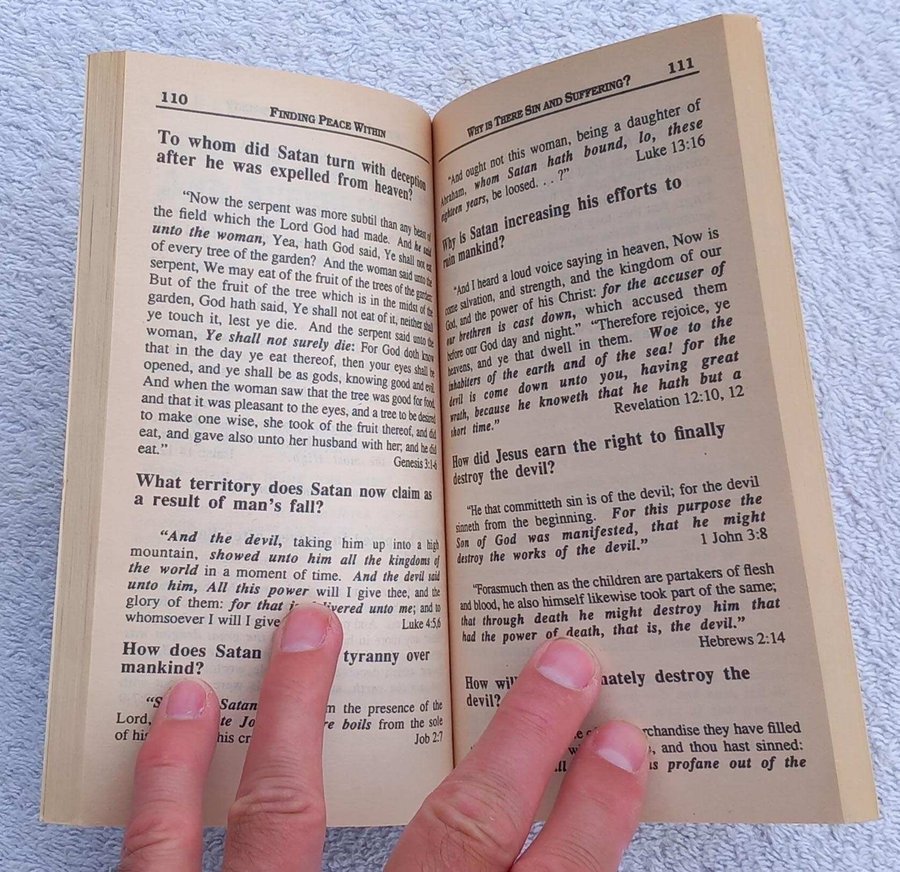 110
FINDING PEACE WITHIN
To whom did Satan turn with deception
after he was expelled from heaven?
"Now the serpent was more subtil than any beast of
the field which the Lord God had made. And he said
unto the woman, Yea, hath God said, Ye shall not eat
of every tree of the garden? And the woman said unto the
serpent, We may eat of the fruit of the trees of the garden:
But of the fruit of the tree which is in the midst of the
garden, God hath said, Ye shall not eat of it, neither shall
ye touch it, lest ye die. And the serpent said unto the
woman, Ye shall not surely die: For God doth know
that in the day ye eat thereof, then your eyes shall be
opened, and ye shall be as gods, knowing good and evil.
And when the woman saw that the tree was good for food,
and that it was pleasant to the eyes, and a tree to be desired
to make one wise, she took of the fruit thereof, and did
eat, and gave also unto her husband with her; and he did
eat."
Genesis 3:1-6
What territory does Satan now claim as
a result of man's fall?
"And the devil, taking him up into a high
mountain, showed unto him all the kingdoms of
the world in a moment of time. And the devil said
unto him, All this power will I give thee, and the
glory of them: for that is delivered unto me; and to
whomsoever I will I give
Luke 4:5,6
How does Satan tyranny over
mankind?
Satan the presence of the
Lord, boils from the sole
of his his
Job 2:7
WHY IS THERE SIN AND SUFFERING?
111
"And ought not this woman, being a daughter of
Abraham, whom Satan hath bound, lo, these
eighteen years, be loosed. . . ?"
Luke 13:16
Why is Satan increasing his efforts to
ruin mankind?
"And I heard a loud voice saying in heaven, Now is
come salvation, and strength, and the kingdom of our
God, and the power of his Christ: for the accuser of
our brethren is cast down, which accused them
before our God day and night." "Therefore rejoice, ye
heavens, and ye that dwell in them. Woe to the
inhabiters of the earth and of the sea! for the
devil is come down unto you, having great
wrath, because he knoweth that he hath but a
short time."
Revelation 12:10, 12
How did Jesus earn the right to finally
destroy the devil?
"He that committeth sin is of the devil; for the devil
sinneth from the beginning. For this purpose the
Son of God was manifested, that he might
destroy the works of the devil."
1 John 3:8
"Forasmuch then as the children are partakers of flesh
and blood, he also himself likewise took part of the same;
that through death he might destroy him that
had the power of death, that is, the devil."
Hebrews 2:14
How destroy the
devil?
they have filled
and thou hast sinned:
profane out of the